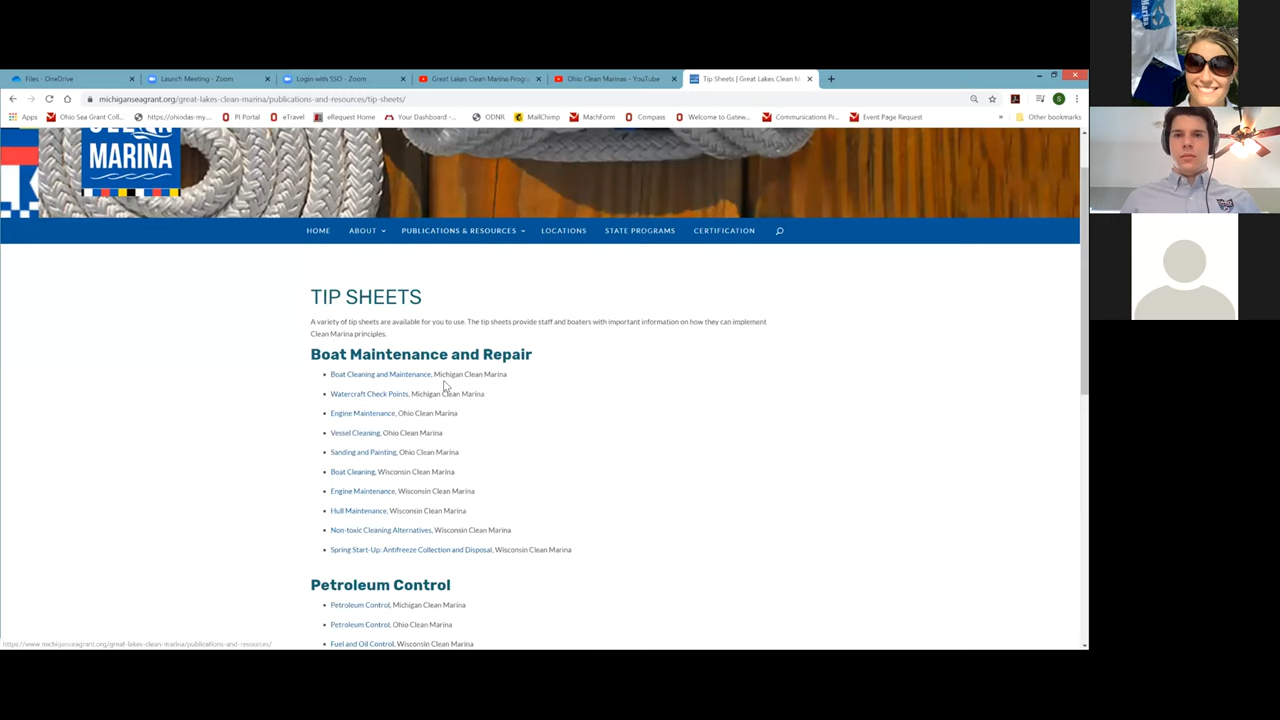 Files - OneDrive
Launch Meeting - Zoom
Login with SSO - Zoom
Great Lakes Clean Marina Progr
Ohio Clean Marinas - YouTube
Tip Sheets | Great Lakes Clean M
michiganseagrant.org/great-lakes-clean-marina/publications-and-resources/tip-sheets/
S
Apps
Ohio Sea Grant Coll...
https://ohiodas-my....
PI Portal
eTravel
eRequest Home
Your Dashboard -...
ODNR
MailChimp
MachForm
Compass
Welcome to Gatew...
Communications Pr...
Event Page Request
»
Other bookmarks
CLEAN
MARINA
HOME
ABOUT
PUBLICATIONS & RESOURCES
LOCATIONS
STATE PROGRAMS
CERTIFICATION
TIP SHEETS
A variety of tip sheets are available for you to use. The tip sheets provide staff and boaters with important information on how they can implement
Clean Marina principles.
Boat Maintenance and Repair
• Boat Cleaning and Maintenance, Michigan Clean Marina
• Watercraft Check Points, Michigan Clean Marina
• Engine Maintenance, Ohio Clean Marina
• Vessel Cleaning, Ohio Clean Marina
• Sanding and Painting, Ohio Clean Marina
• Boat Cleaning, Wisconsin Clean Marina
• Engine Maintenance, Wisconsin Clean Marina
• Hull Maintenance, Wisconsin Clean Marina
• Non-toxic Cleaning Alternatives, Wisconsin Clean Marina
• Spring Start-Up: Antifreeze Collection and Disposal, Wisconsin Clean Marina
Petroleum Control
• Petroleum Control, Michigan Clean Marina
• Petroleum Control, Ohio Clean Marina
• Fuel and Oil Control, Wisconsin Clean Marina
https://www.michiganseagrant.org/great-lakes-clean-marina/publications-and-resources/
Marina